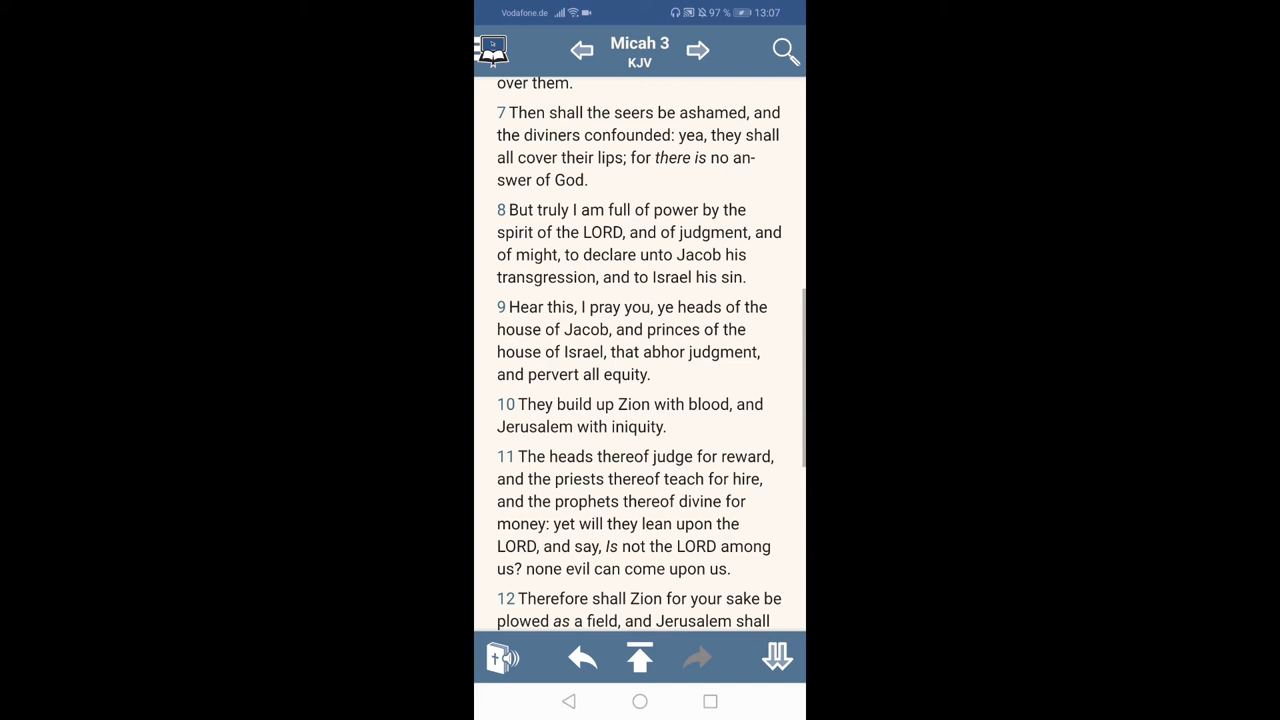 Vodafone.de 97 % 13:07
Micah 3
KJV
over them.
7 Then shall the seers be ashamed, and
the diviners confounded: yea, they shall
all cover their lips; for there is no an-
swer of God.
8 But truly I am full of power by the
spirit of the LORD, and of judgment, and
of might, to declare unto Jacob his
transgression, and to Israel his sin.
9 Hear this, I pray you, ye heads of the
house of Jacob, and princes of the
house of Israel, that abhor judgment,
and pervert all equity.
10 They build up Zion with blood, and
Jerusalem with iniquity.
11 The heads thereof judge for reward,
and the priests thereof teach for hire,
and the prophets thereof divine for
money: yet will they lean upon the
LORD, and say, Is not the LORD among
us? none evil can come upon us.
12 Therefore shall Zion for your sake be
plowed as a field, and Jerusalem shall